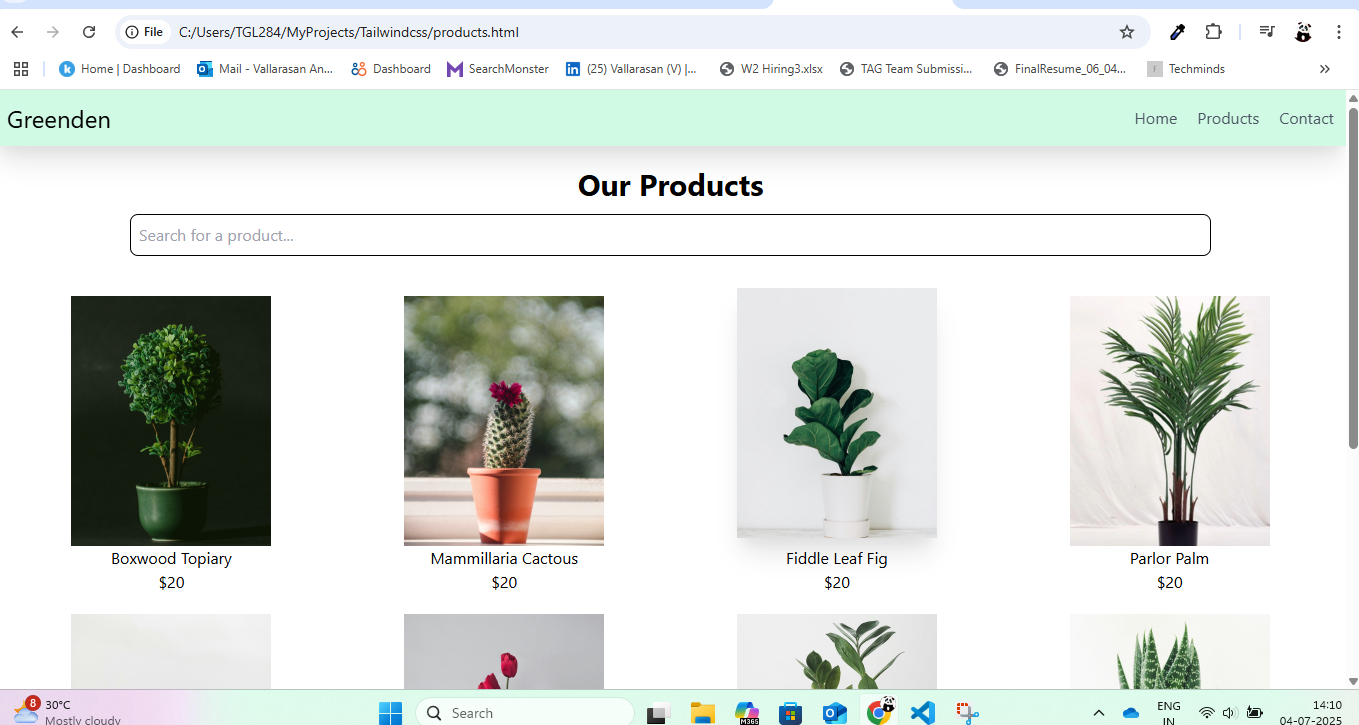 File C:/Users/TGL284/MyProjects/Tailwindcss/products.html
Home | Dashboard Mail - Vallarasan An... Dashboard SearchMonster (25) Vallarasan (V) |... W2 Hiring3.xlsx TAG Team Submissi... FinalResume_06_04... F Techminds »
Greenden Home Products Contact
Our Products
Search for a product...
Boxwood Topiary Mammillaria Cactous Fiddle Leaf Fig Parlor Palm
$20 $20 $20 $20
8 30°C Search M365 ENG 14:10
Mostly cloudy IN 04-07-2025